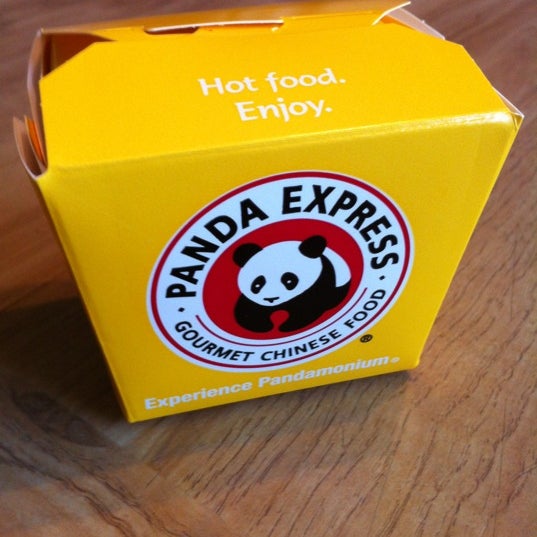 Hot food.
Enjoy.
PANDA EXPRESS
· GOURMET CHINESE FOOD ·
®
Experience Pandamonium®